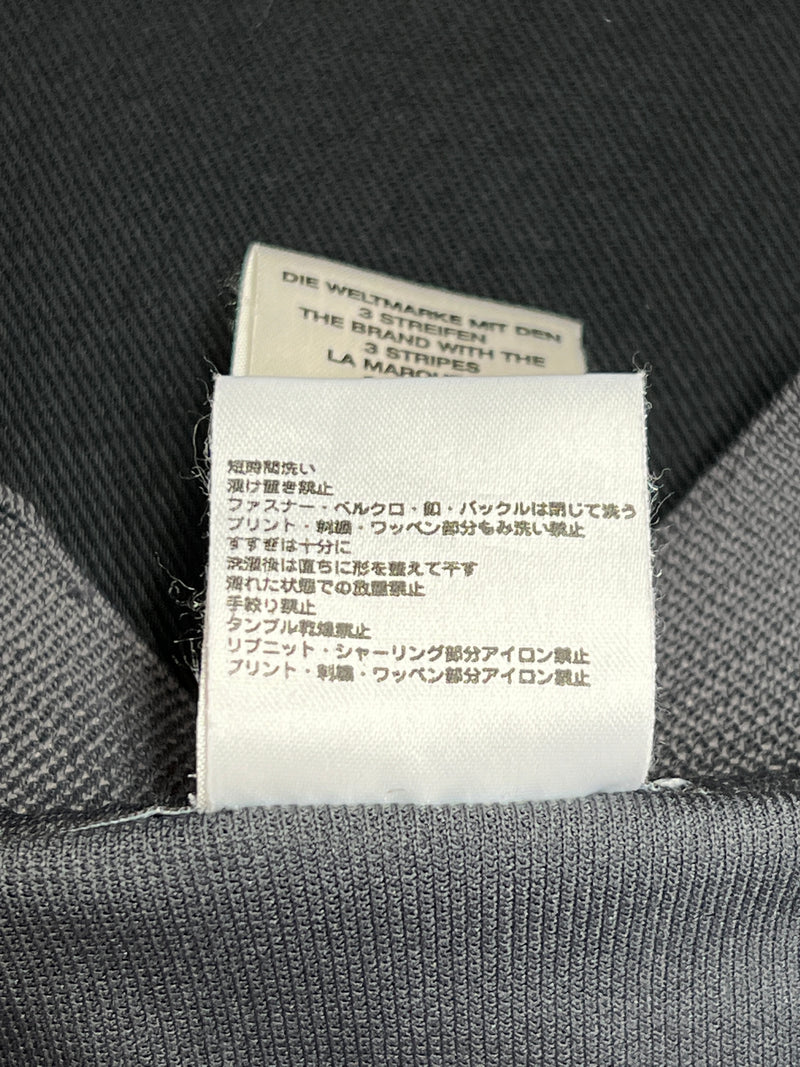 DIE WELTMARKE MIT DEN
3 STREIFEN
THE BRAND WITH THE
3 STRIPES
LA MARQUE
短時間洗い
漬け置き禁止
ファスナー・ベルクロ・釦・バックルは閉じて洗う
プリント・刺繍・ワッペン部分もみ洗い禁止
すすぎは十分に
洗濯後は直ちに形を整えて干す
濡れた状態での放置禁止
手絞り禁止
タンブル乾燥禁止
リブニット・シャーリング部分アイロン禁止
プリント・刺繍・ワッペン部分アイロン禁止